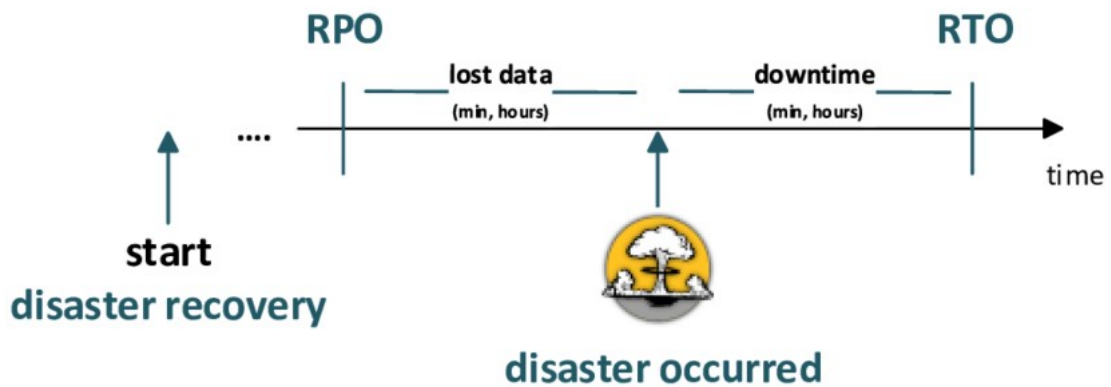 RPO
RTO
lost data
downtime
(min, hours)
(min, hours)
....
time
start
disaster recovery
disaster occurred